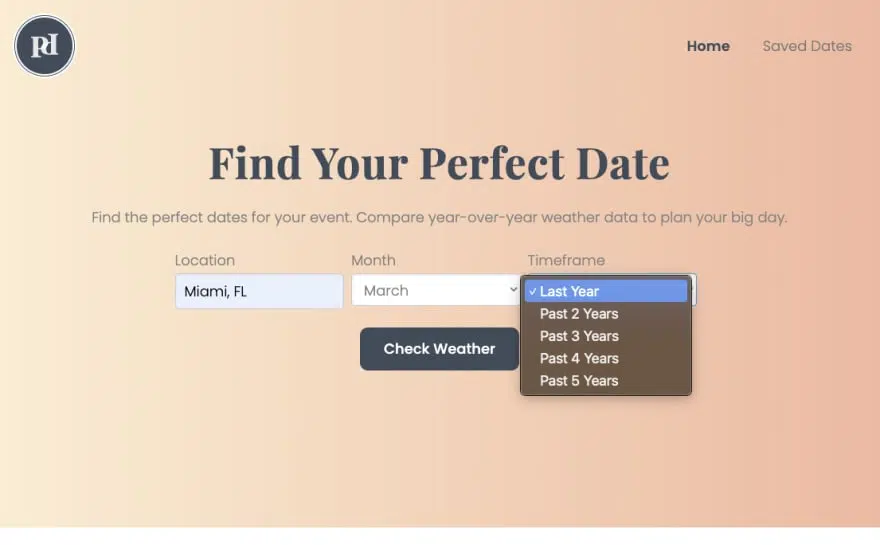 PD
Home
Saved Dates
Find Your Perfect Date
Find the perfect dates for your event. Compare year-over-year weather data to plan your big day.
Location
Month
Timeframe
Miami, FL
March
Last Year
Past 2 Years
Past 3 Years
Past 4 Years
Past 5 Years
Check Weather